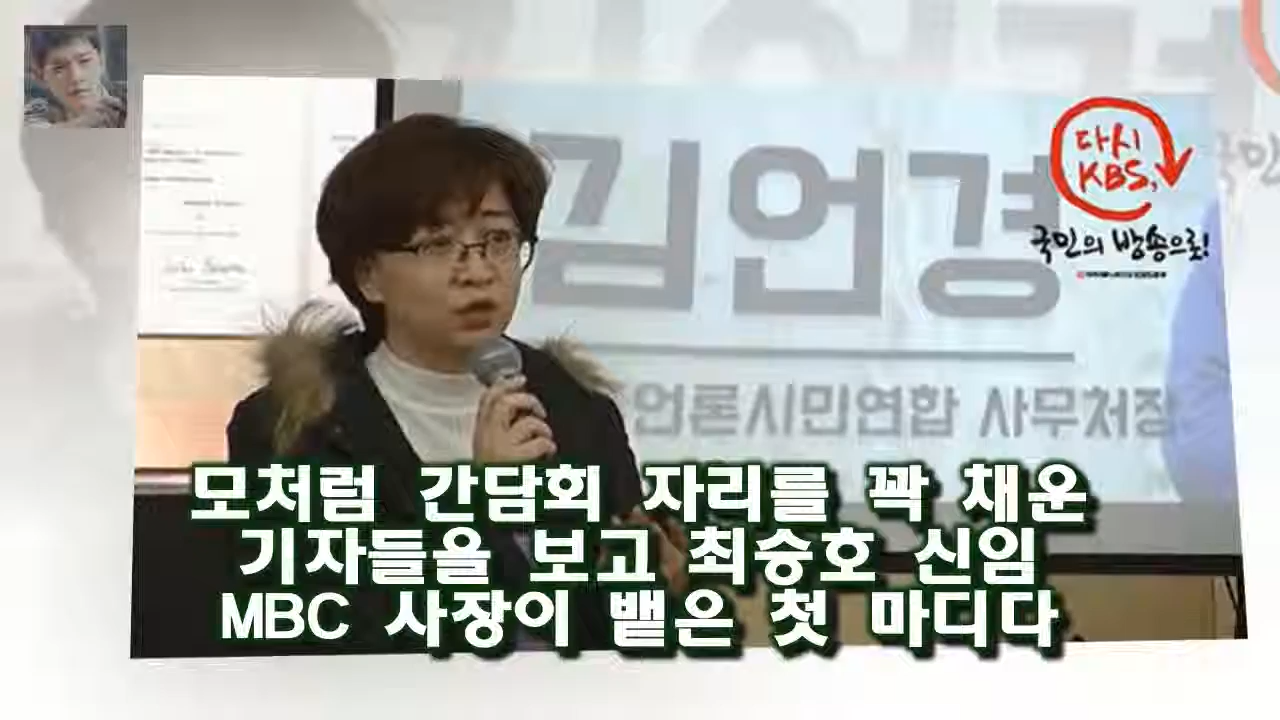 다시
KBS,
국민의 방송으로!
김언경
언론시민연합 사무처장
모처럼 간담회 자리를 꽉 채운
기자들을 보고 최승호 신임
MBC 사장이 뱉은 첫 마디다